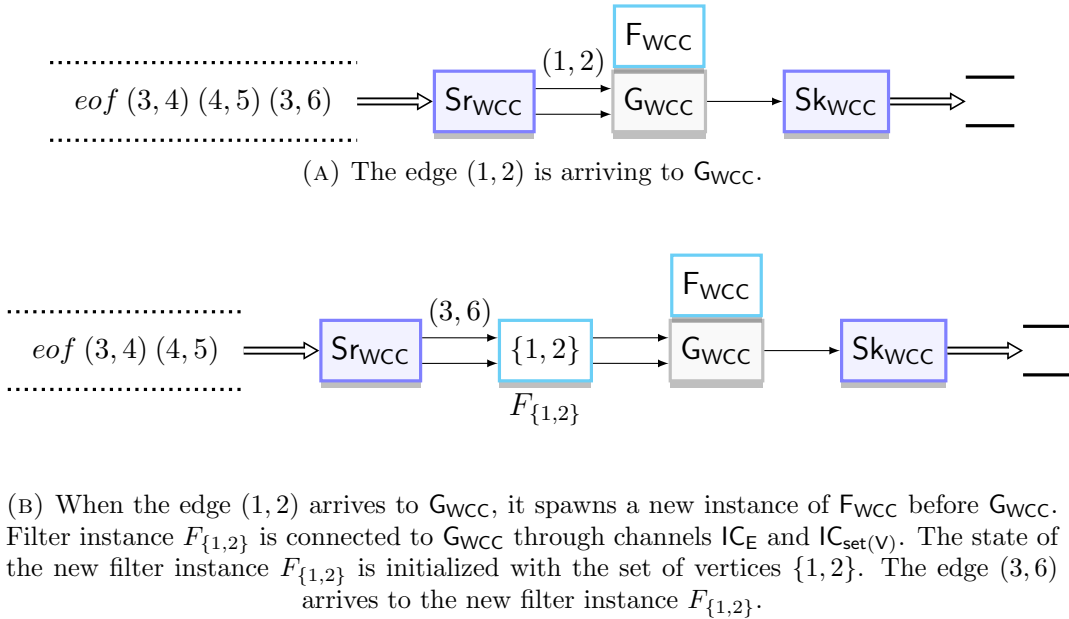 F_WCC
(1, 2)
eof (3, 4) (4, 5) (3, 6) Sr_WCC G_WCC Sk_WCC
(A) The edge (1, 2) is arriving to G_WCC.
F_WCC
(3, 6)
eof (3, 4) (4, 5) Sr_WCC {1, 2} G_WCC Sk_WCC
F_{1,2}
(B) When the edge (1, 2) arrives to G_WCC, it spawns a new instance of F_WCC before G_WCC.
Filter instance F_{1,2} is connected to G_WCC through channels IC_E and IC_set(V). The state of
the new filter instance F_{1,2} is initialized with the set of vertices {1, 2}. The edge (3, 6)
arrives to the new filter instance F_{1,2}.